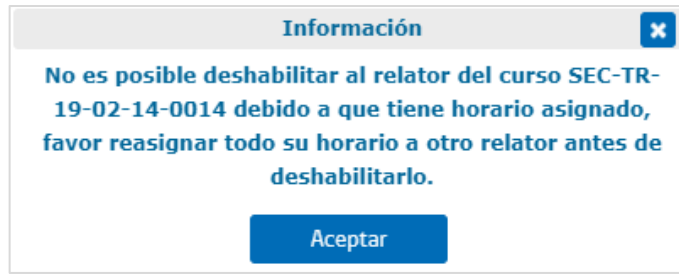 Información
No es posible deshabilitar al relator del curso SEC-TR-
19-02-14-0014 debido a que tiene horario asignado,
favor reasignar todo su horario a otro relator antes de
deshabilitarlo.
Aceptar